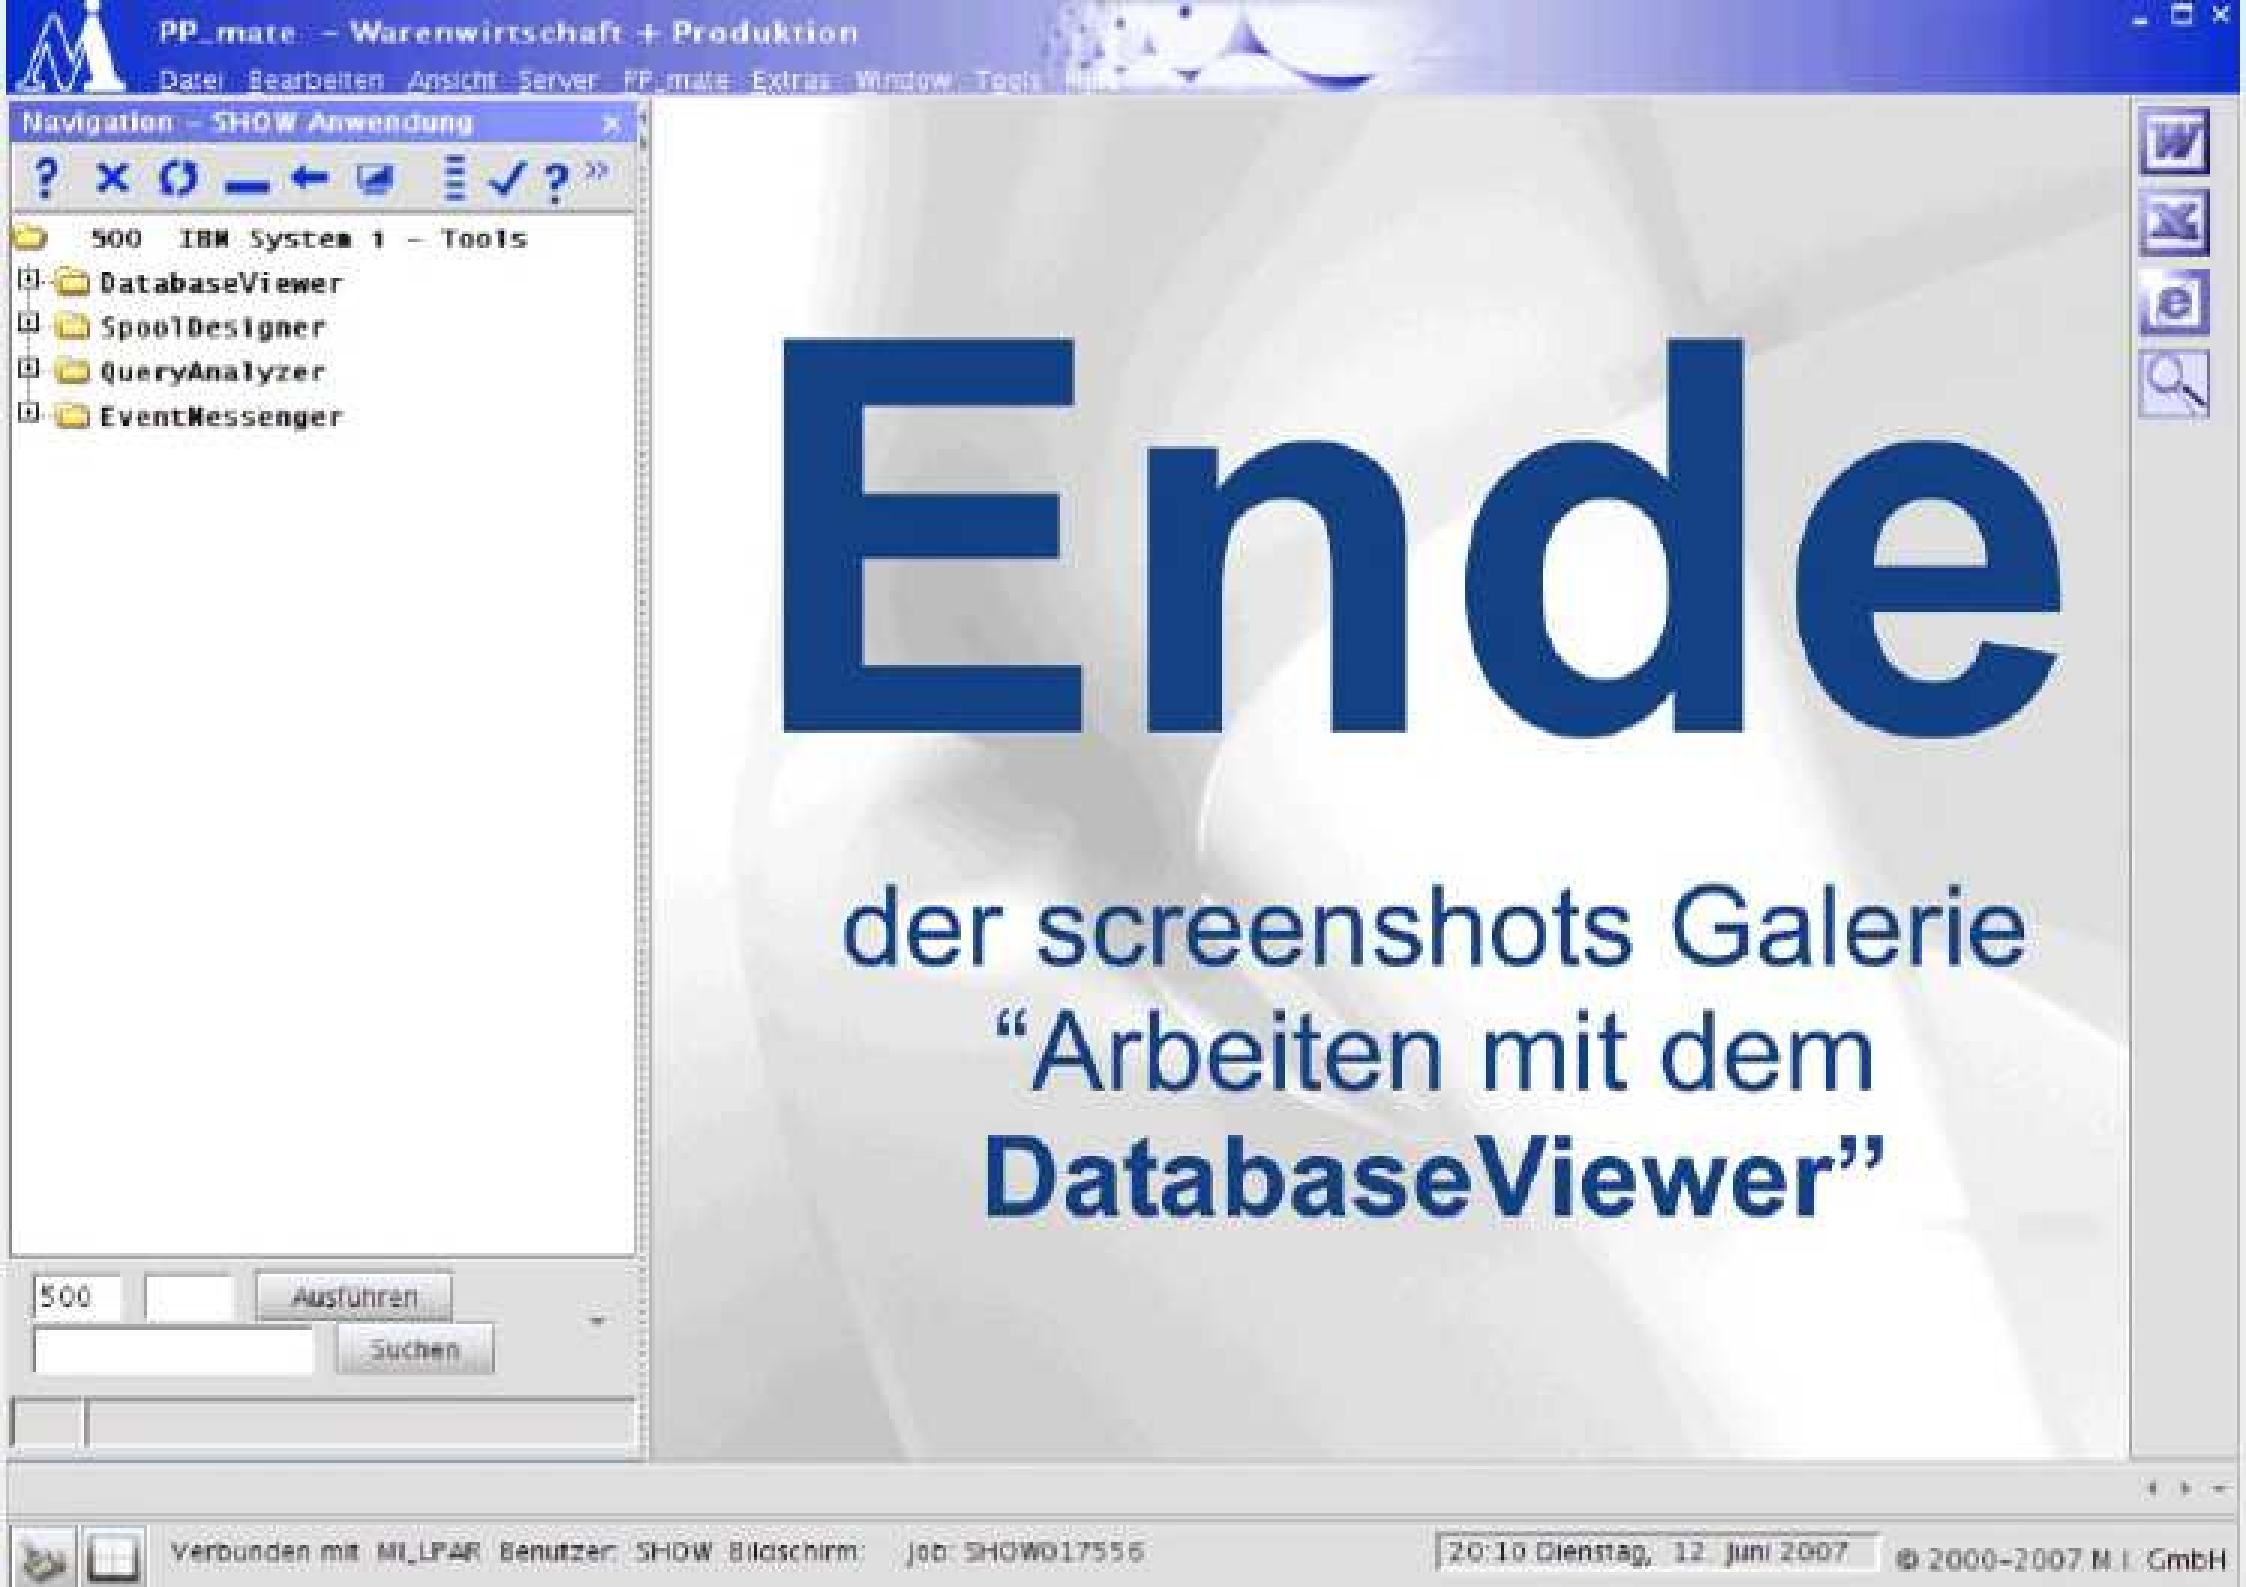 PP_mate - Warenwirtschaft + Produktion
Datei Bearbeiten Ansicht Server PP_mate Extras Window Tools
Navigation - SHOW Anwendung
500 IBM System i - Tools
DatabaseViewer
SpoolDesigner
QueryAnalyzer
EventMessenger
Ende
der screenshots Galerie
“Arbeiten mit dem
DatabaseViewer”
500
Ausführen
Suchen
Verbunden mit MI_LPAR Benutzer: SHOW Bildschirm: Job: SHOW017556
20:10 Dienstag, 12. Juni 2007
© 2000-2007 M.I. GmbH